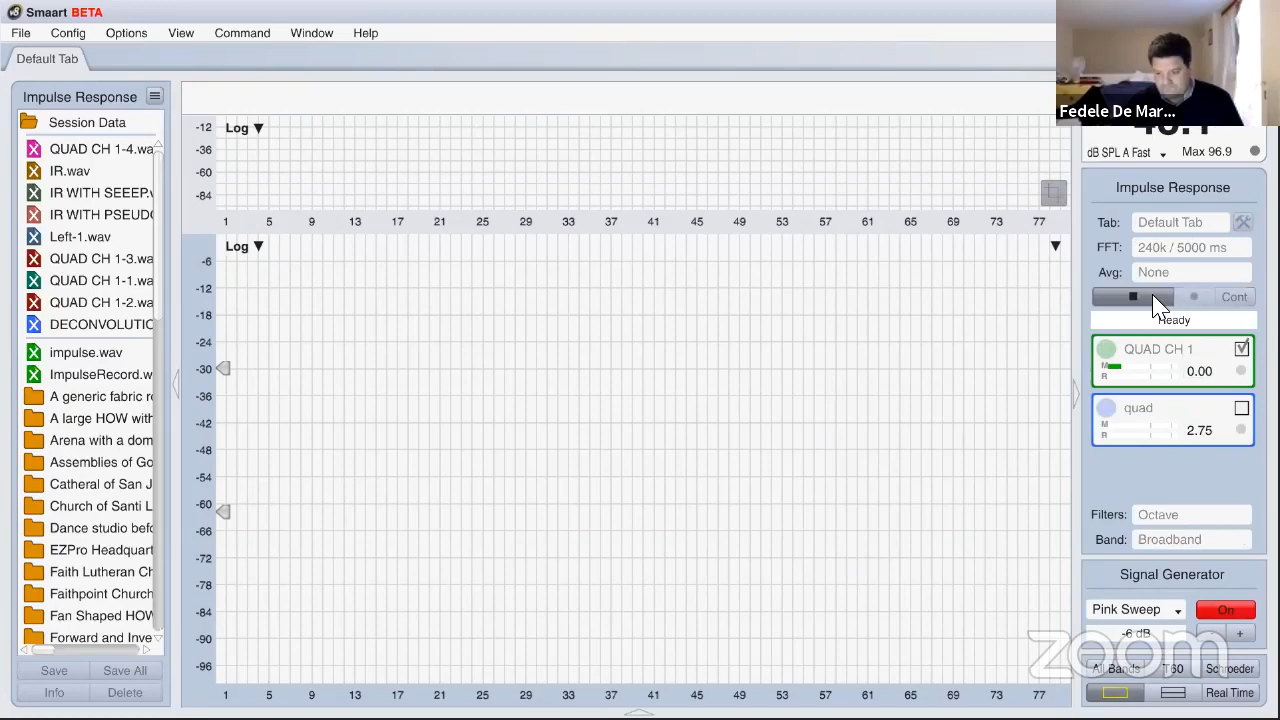 Smaart BETA
File Config Options View Command Window Help
Default Tab
Fedele De Mar...
Impulse Response
Session Data
QUAD CH 1-4.wa
IR.wav
IR WITH SEEEP.v
IR WITH PSEUDO
Left-1.wav
QUAD CH 1-3.wa
QUAD CH 1-1.wa
QUAD CH 1-2.wa
DECONVOLUTIO
impulse.wav
ImpulseRecord.w
A generic fabric re
A large HOW with
Arena with a dom
Assemblies of Go
Catheral of San J
Church of Santi L
Dance studio befo
EZPro Headquart
Faith Lutheran Ch
Faithpoint Church
Fan Shaped HOW
Forward and Inve
Save Save All
Info Delete
Log
-12
-36
-60
-84
1 5 9 13 17 21 25 29 33 37 41 45 49 53 57 61 65 69 73 77
Log
-6
-12
-18
-24
-30
-36
-42
-48
-54
-60
-66
-72
-78
-84
-90
-96
1 5 9 13 17 21 25 29 33 37 41 45 49 53 57 61 65 69 73 77
dB SPL A Fast Max 96.9
Impulse Response
Tab: Default Tab
FFT: 240k / 5000 ms
Avg: None
Cont
Ready
QUAD CH 1
M
R 0.00
quad
M
R 2.75
Filters: Octave
Band: Broadband
Signal Generator
Pink Sweep On
-6 dB +
All Bands T60 Schroeder
Real Time
zoom